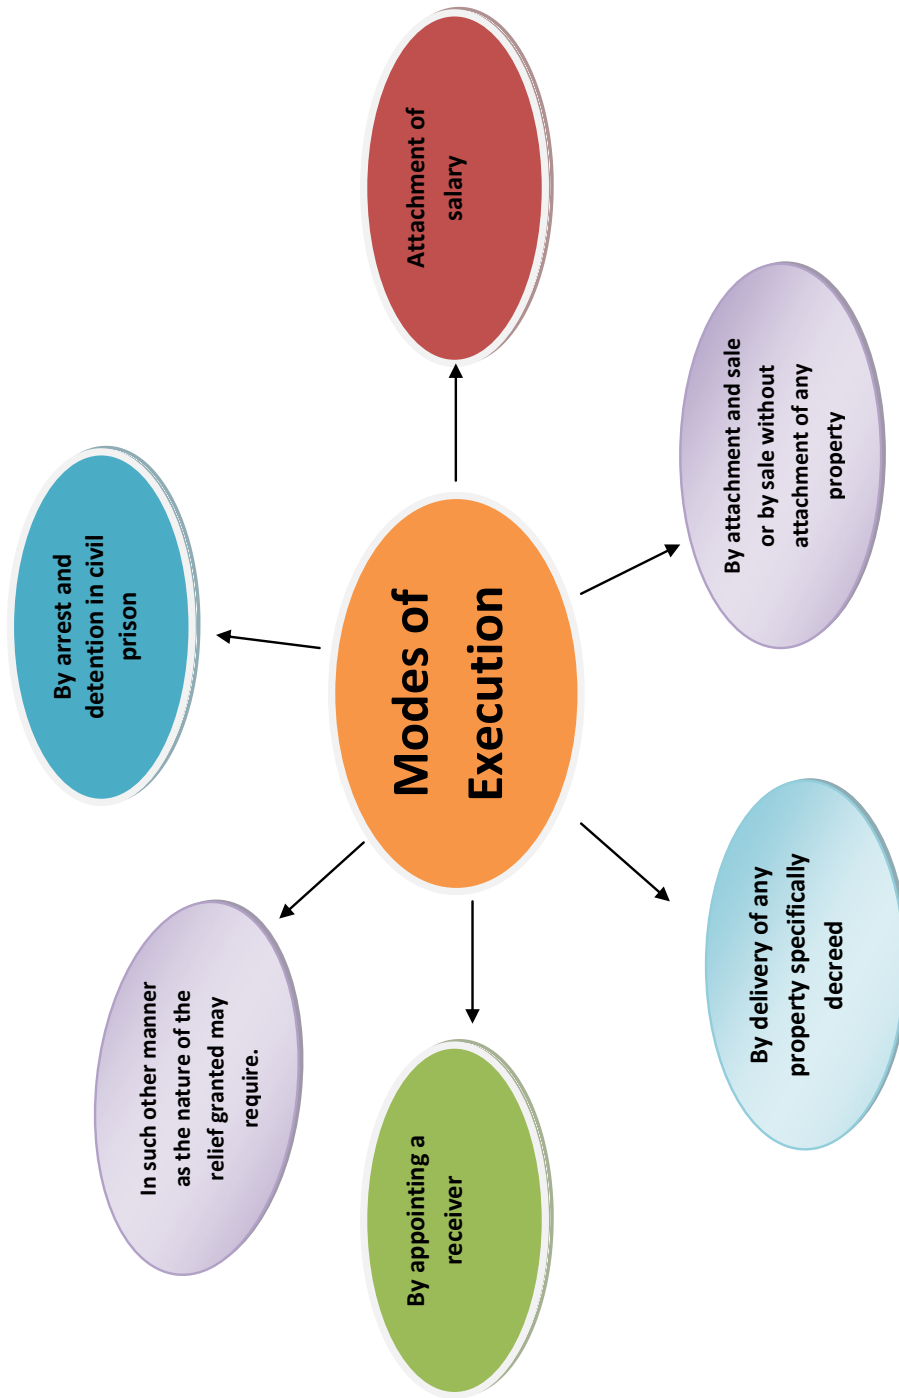 Modes of
Execution
By arrest and
detention in civil
prison
Attachment of
salary
By attachment and sale
or by sale without
attachment of any
property
By delivery of any
property specifically
decreed
By appointing a
receiver
In such other manner
as the nature of the
relief granted may
require.